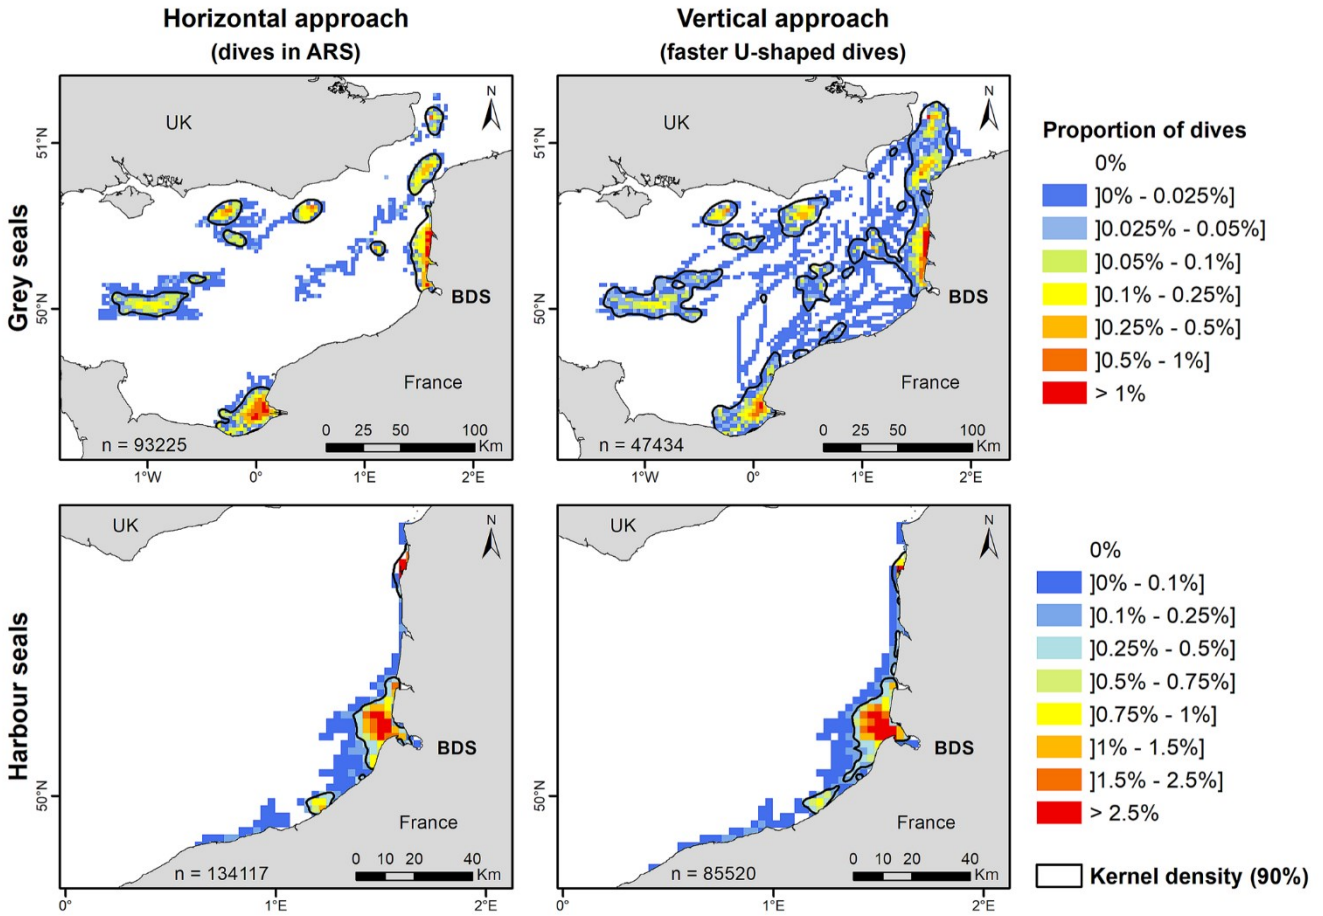 Horizontal approach
(dives in ARS)
Vertical approach
(faster U-shaped dives)
Grey seals
UK
N
51°N
50°N
BDS
France
n = 93225
0 25 50 100
Km
1°W 0° 1°E 2°E
UK
N
51°N
50°N
BDS
France
n = 47434
0 25 50 100
Km
1°W 0° 1°E 2°E
Proportion of dives
0%
]0% - 0.025%]
]0.025% - 0.05%]
]0.05% - 0.1%]
]0.1% - 0.25%]
]0.25% - 0.5%]
]0.5% - 1%]
> 1%
Harbour seals
UK
N
50°N
BDS
France
n = 134117
0 10 20 40
Km
0° 1°E 2°E
UK
N
50°N
BDS
France
n = 85520
0 10 20 40
Km
0° 1°E 2°E
0%
]0% - 0.1%]
]0.1% - 0.25%]
]0.25% - 0.5%]
]0.5% - 0.75%]
]0.75% - 1%]
]1% - 1.5%]
]1.5% - 2.5%]
> 2.5%
Kernel density (90%)